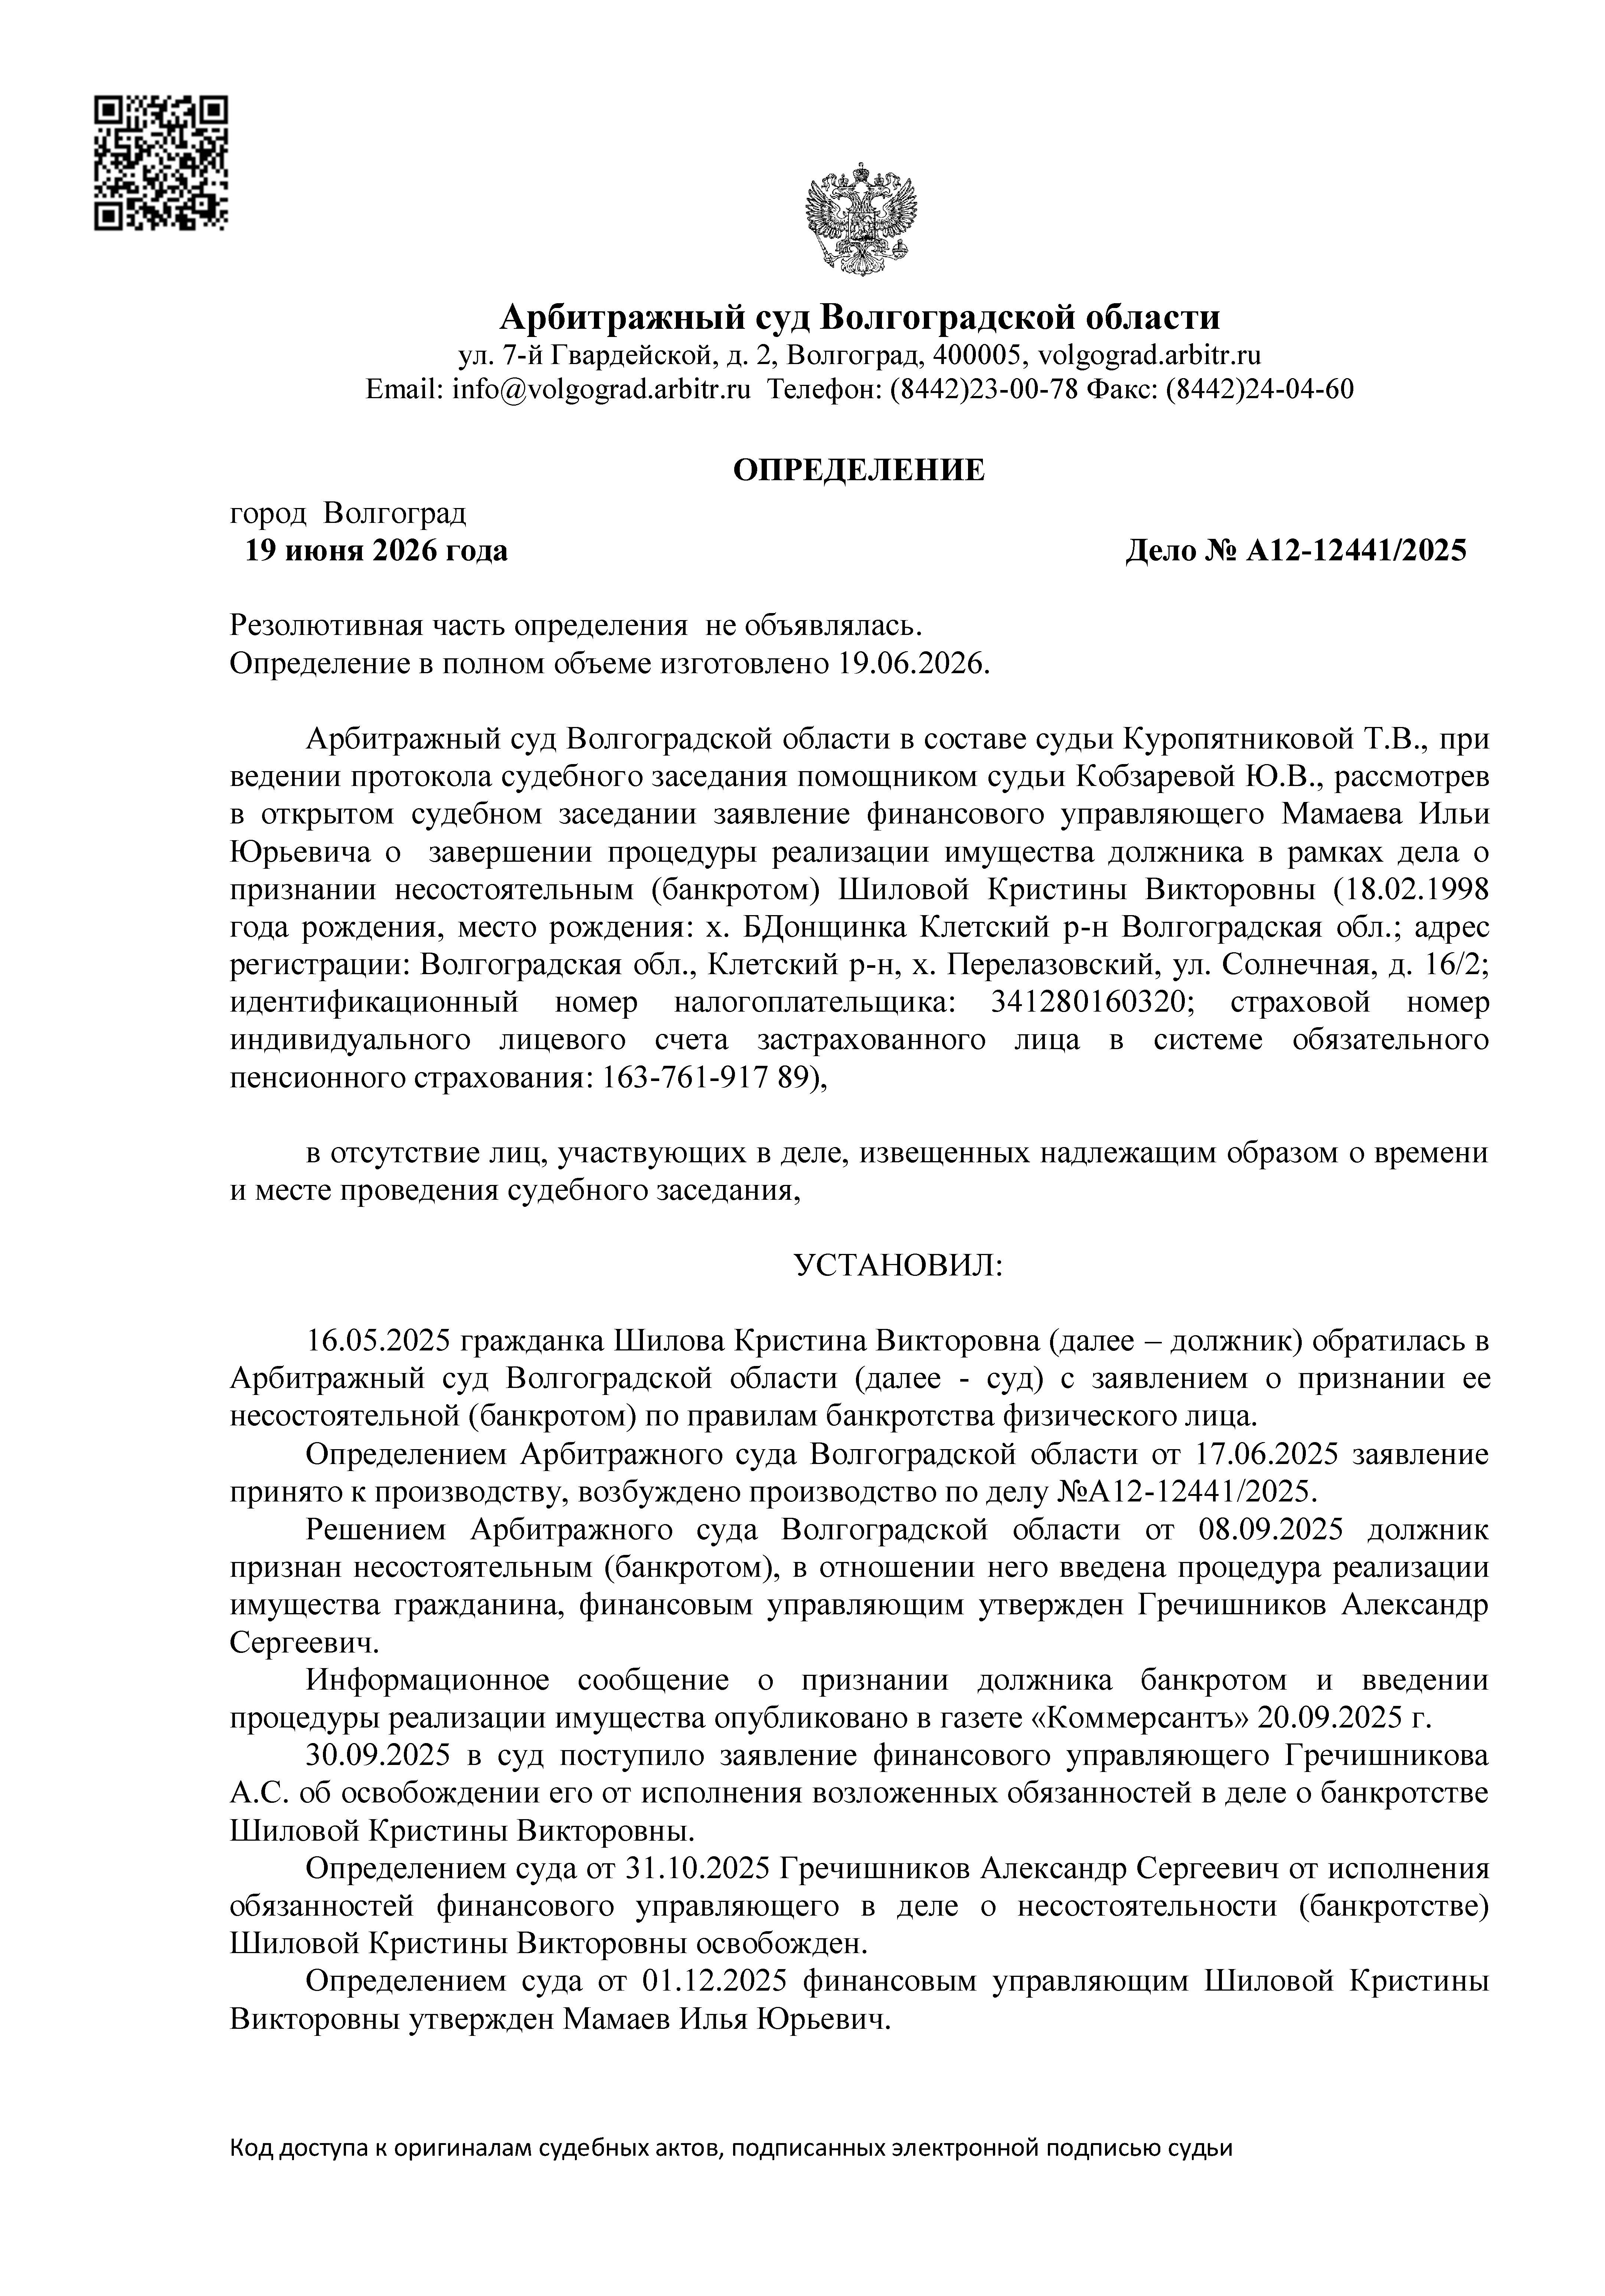 Арбитражный суд Волгоградской области
ул. 7-й Гвардейской, д. 2, Волгоград, 400005, volgograd.arbitr.ru
Email: info@volgograd.arbitr.ru Телефон: (8442)23-00-78 Факс: (8442)24-04-60
ОПРЕДЕЛЕНИЕ
город Волгоград
19 июня 2026 года Дело № А12-12441/2025
Резолютивная часть определения не объявлялась.
Определение в полном объеме изготовлено 19.06.2026.
Арбитражный суд Волгоградской области в составе судьи Куропятниковой Т.В., при
ведении протокола судебного заседания помощником судьи Кобзаревой Ю.В., рассмотрев
в открытом судебном заседании заявление финансового управляющего Мамаева Ильи
Юрьевича о завершении процедуры реализации имущества должника в рамках дела о
признании несостоятельным (банкротом) Шиловой Кристины Викторовны (18.02.1998
года рождения, место рождения: х. БДонщинка Клетский р-н Волгоградская обл.; адрес
регистрации: Волгоградская обл., Клетский р-н, х. Перелазовский, ул. Солнечная, д. 16/2;
идентификационный номер налогоплательщика: 341280160320; страховой номер
индивидуального лицевого счета застрахованного лица в системе обязательного
пенсионного страхования: 163-761-917 89),
в отсутствие лиц, участвующих в деле, извещенных надлежащим образом о времени
и месте проведения судебного заседания,
УСТАНОВИЛ:
16.05.2025 гражданка Шилова Кристина Викторовна (далее – должник) обратилась в
Арбитражный суд Волгоградской области (далее - суд) с заявлением о признании ее
несостоятельной (банкротом) по правилам банкротства физического лица.
Определением Арбитражного суда Волгоградской области от 17.06.2025 заявление
принято к производству, возбуждено производство по делу №А12-12441/2025.
Решением Арбитражного суда Волгоградской области от 08.09.2025 должник
признан несостоятельным (банкротом), в отношении него введена процедура реализации
имущества гражданина, финансовым управляющим утвержден Гречишников Александр
Сергеевич.
Информационное сообщение о признании должника банкротом и введении
процедуры реализации имущества опубликовано в газете «Коммерсантъ» 20.09.2025 г.
30.09.2025 в суд поступило заявление финансового управляющего Гречишникова
А.С. об освобождении его от исполнения возложенных обязанностей в деле о банкротстве
Шиловой Кристины Викторовны.
Определением суда от 31.10.2025 Гречишников Александр Сергеевич от исполнения
обязанностей финансового управляющего в деле о несостоятельности (банкротстве)
Шиловой Кристины Викторовны освобожден.
Определением суда от 01.12.2025 финансовым управляющим Шиловой Кристины
Викторовны утвержден Мамаев Илья Юрьевич.
Код доступа к оригиналам судебных актов, подписанных электронной подписью судьи